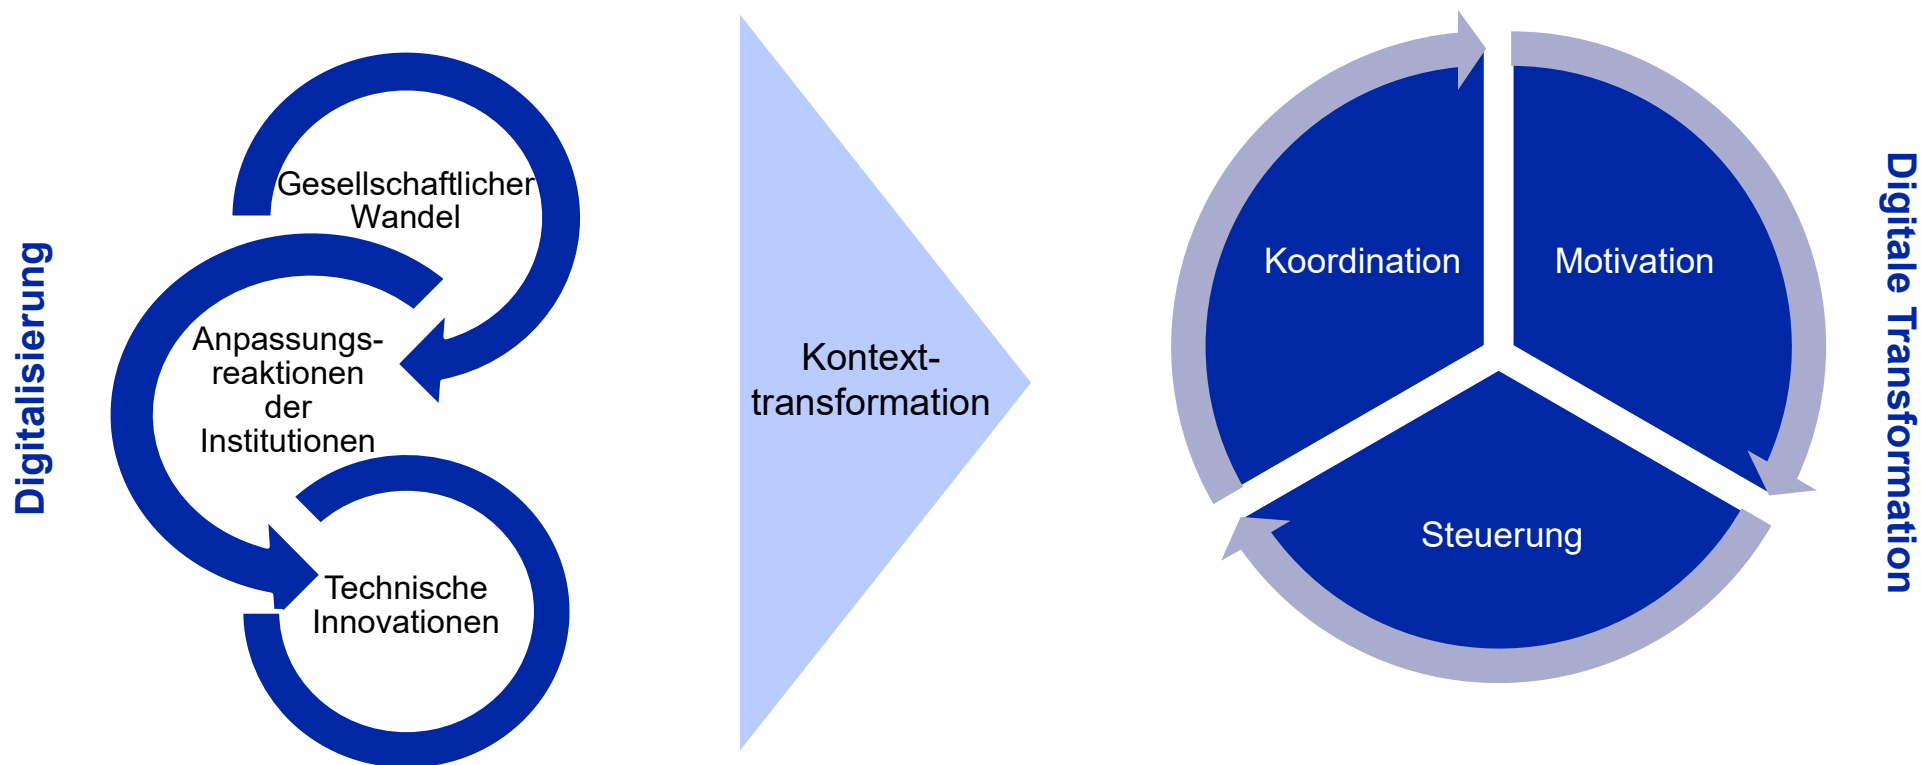 Digitalisierung
Gesellschaftlicher
Wandel
Anpassungs-
reaktionen
der
Institutionen
Technische
Innovationen
Kontext-
transformation
Koordination
Motivation
Steuerung
Digitale Transformation